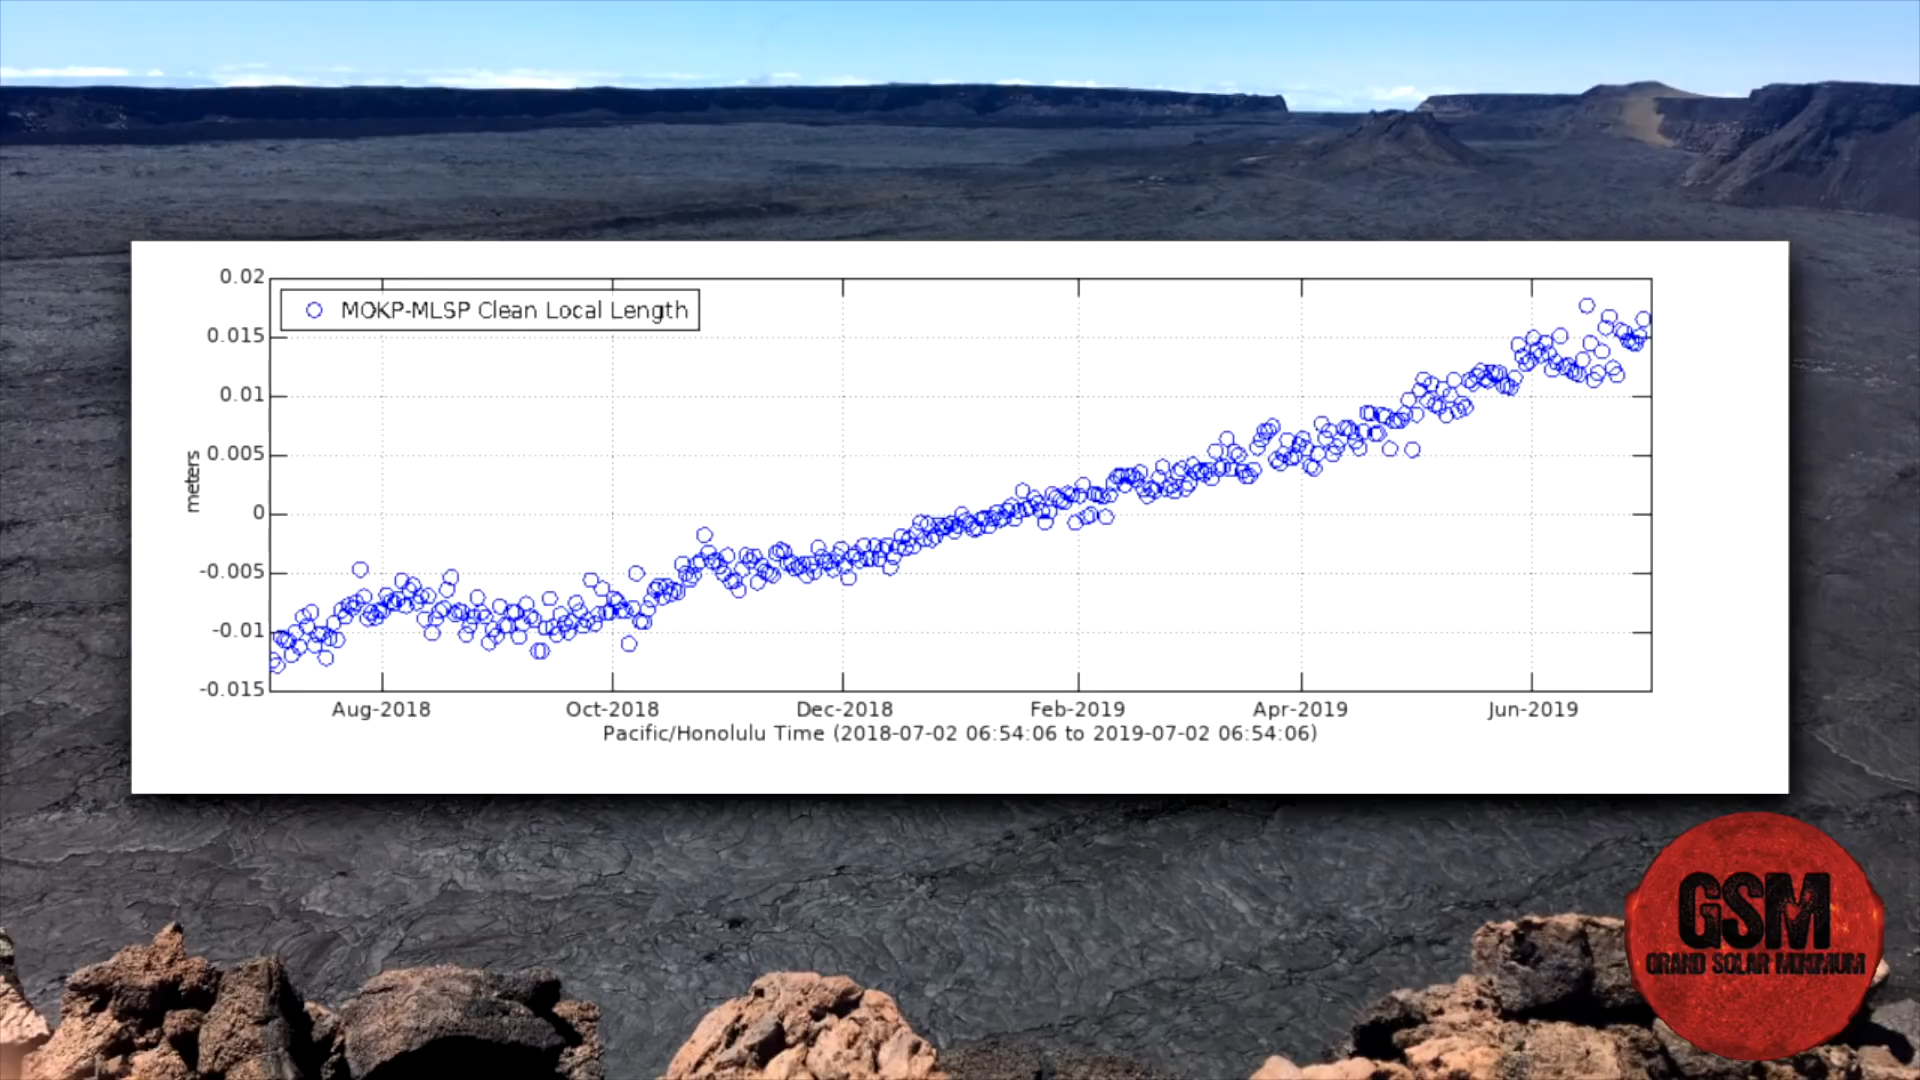 0.02
MOKP-MLSP Clean Local Length
0.015
0.01
0.005
meters
0
-0.005
-0.01
-0.015
Aug-2018 Oct-2018 Dec-2018 Feb-2019 Apr-2019 Jun-2019
Pacific/Honolulu Time (2018-07-02 06:54:06 to 2019-07-02 06:54:06)
GSM
GRAND SOLAR MINIMUM